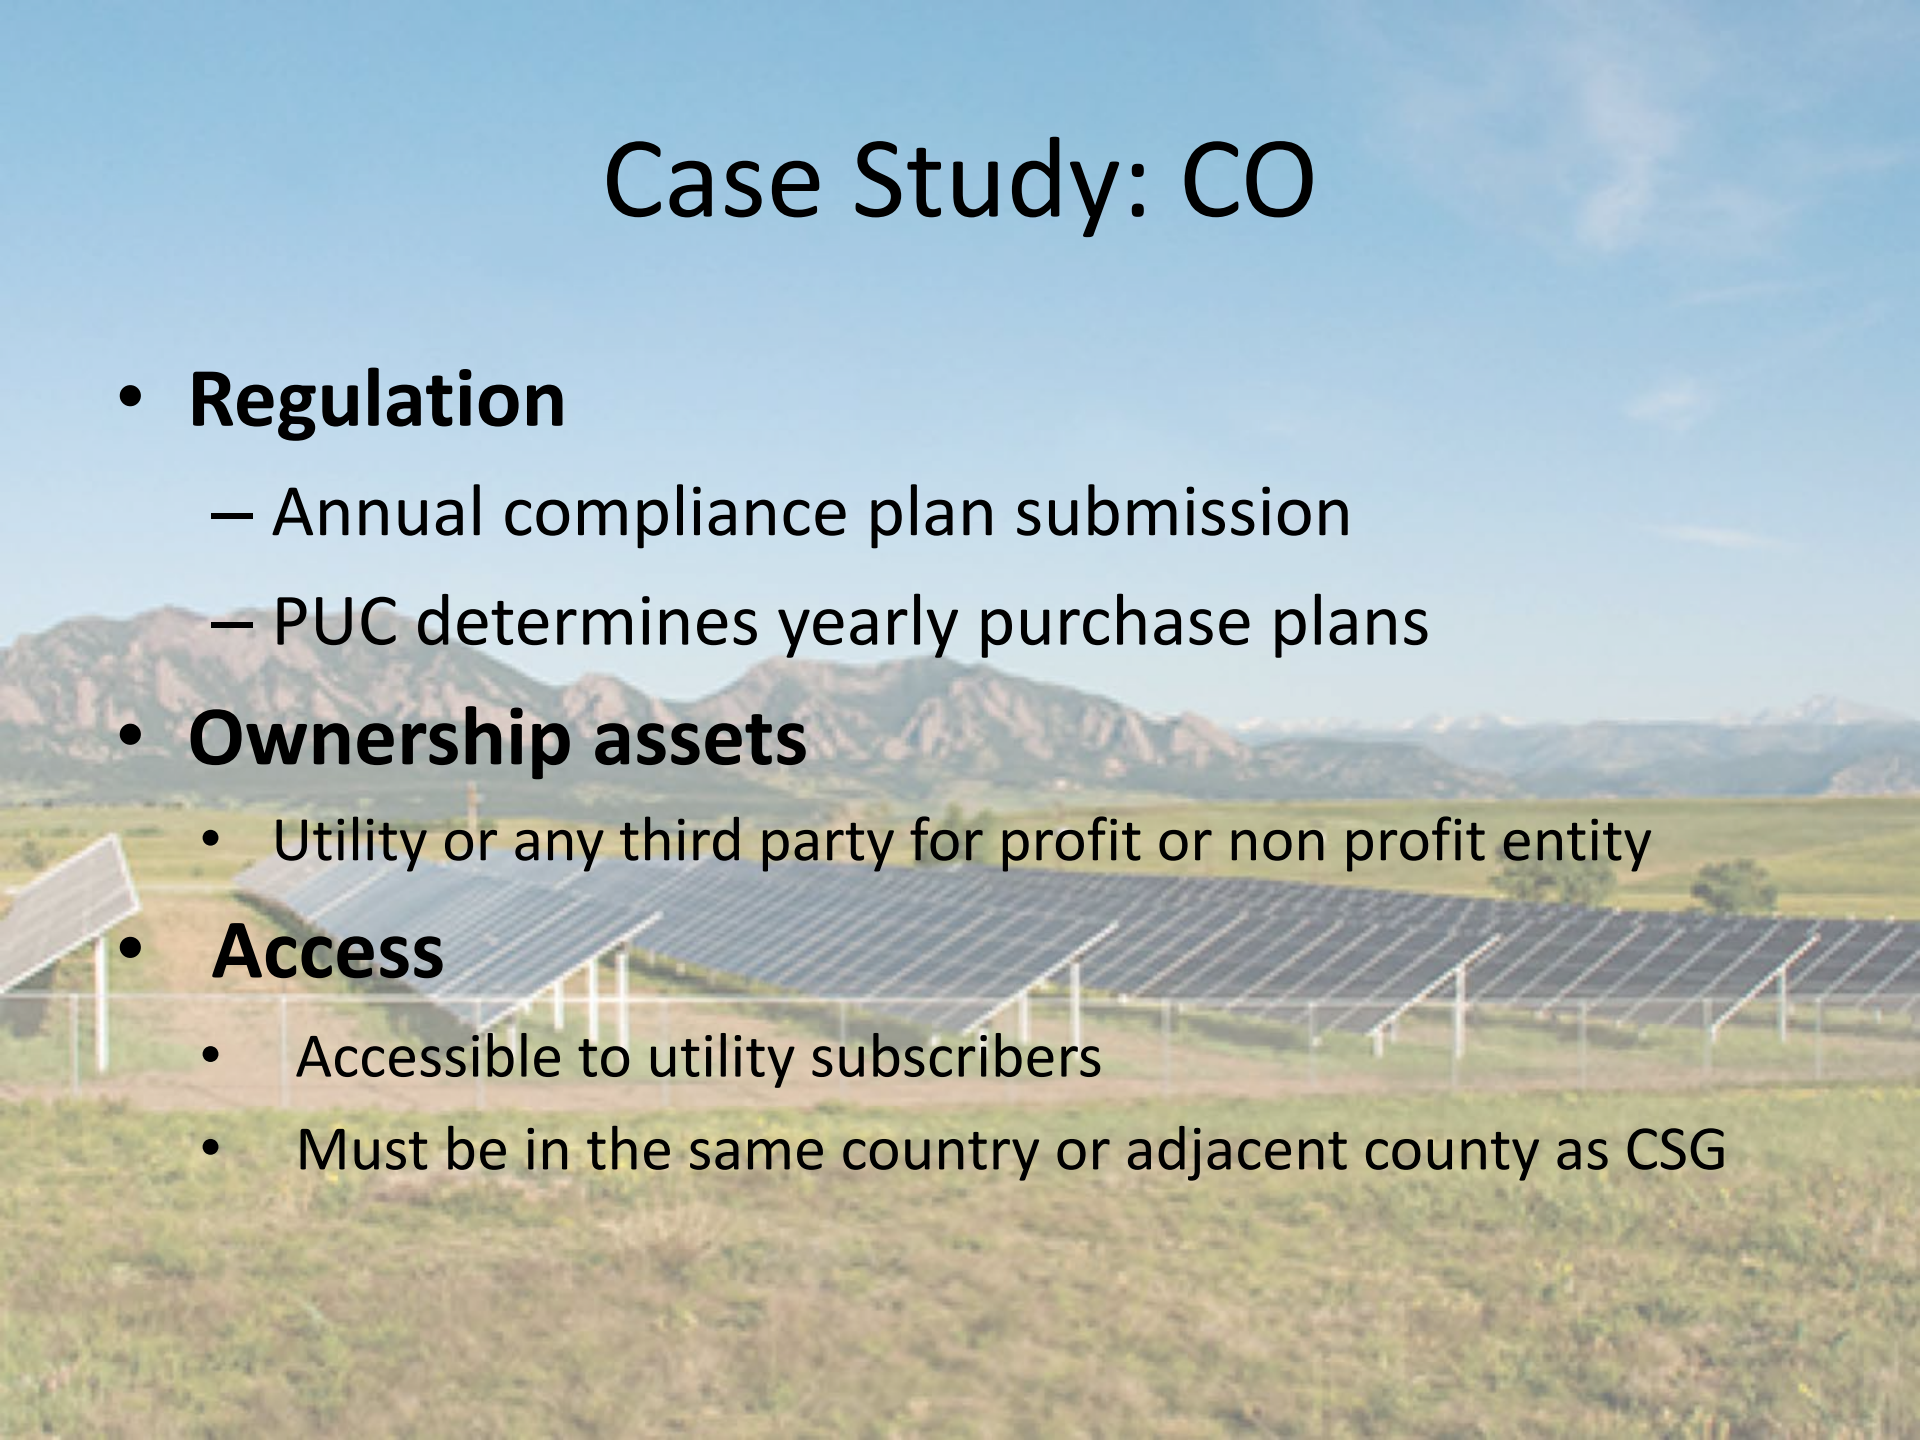 Case Study: CO
• Regulation
– Annual compliance plan submission
– PUC determines yearly purchase plans
• Ownership assets
• Utility or any third party for profit or non profit entity
• Access
• Accessible to utility subscribers
• Must be in the same country or adjacent county as CSG